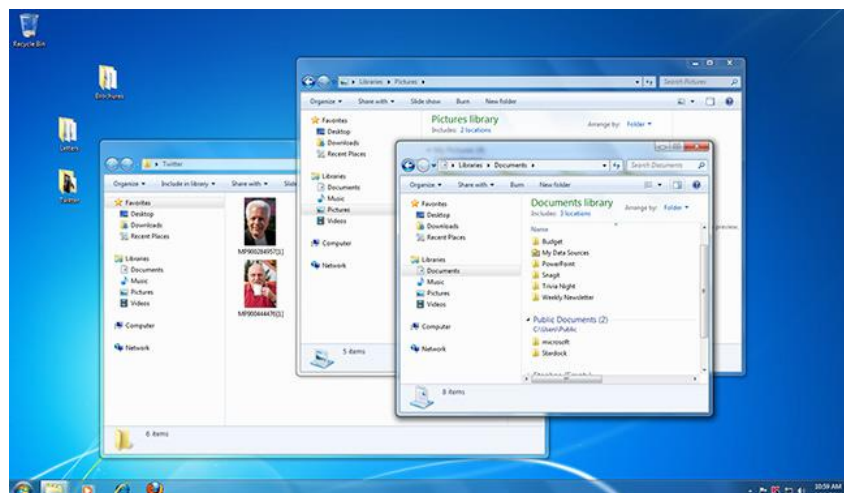 Recycle Bin
Brochures
Letters
Twitter
Libraries Pictures
Search Pictures
Organize Share with Slide show Burn New folder
Favorites
Desktop
Downloads
Recent Places
Libraries
Documents
Music
Pictures
Videos
Computer
Network
Pictures library
Includes: 2 locations
Arrange by: Folder
preview.
5 items
Twitter
Organize Include in library Share with Slide
Favorites
Desktop
Downloads
Recent Places
Libraries
Documents
Music
Pictures
Videos
Computer
Network
MP900284957[1]
MP900444476[1]
6 items
Libraries Documents
Search Documents
Organize Share with Burn New folder
Favorites
Desktop
Downloads
Recent Places
Libraries
Documents
Music
Pictures
Videos
Computer
Network
Documents library
Includes: 3 locations
Arrange by: Folder
Name
Budget
My Data Sources
PowerPoint
Snagit
Trivia Night
Weekly Newsletter
Public Documents (2)
C:\Users\Public
microsoft
Stardock
8 items
10:59 AM